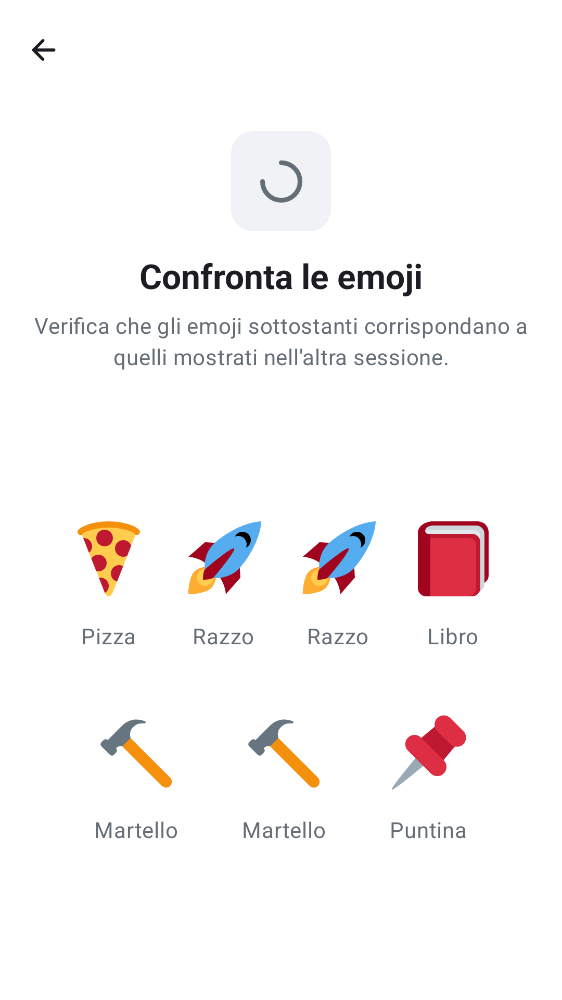 Confronta le emoji
Verifica che gli emoji sottostanti corrispondano a
quelli mostrati nell'altra sessione.
Pizza Razzo Razzo Libro
Martello Martello Puntina